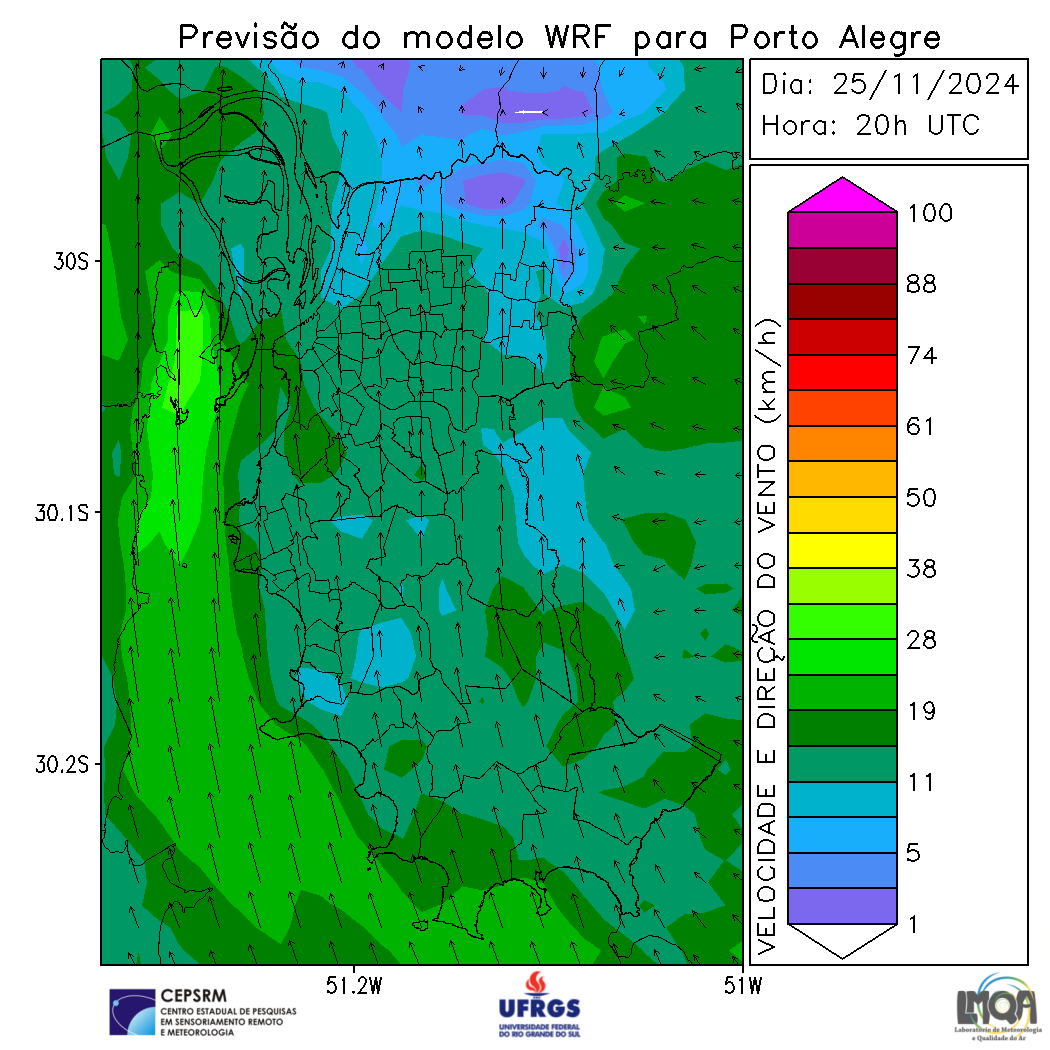 Previsão do modelo WRF para Porto Alegre
Dia: 25/11/2024
Hora: 20h UTC
30S
30.1S
30.2S
51.2W
51W
VELOCIDADE E DIREÇÃO DO VENTO (km/h)
100
88
74
61
50
38
28
19
11
5
1
CEPSRM
CENTRO ESTADUAL DE PESQUISAS
EM SENSORIAMENTO REMOTO
E METEOROLOGIA
UFRGS
UNIVERSIDADE FEDERAL
DO RIO GRANDE DO SUL
LMQA
Laboratório de Meteorologia
e Qualidade do Ar